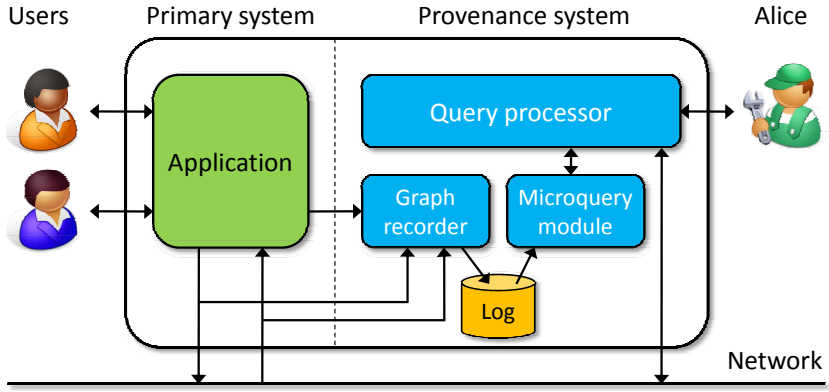 Users
Primary system
Provenance system
Alice
Application
Query processor
Graph
recorder
Microquery
module
Log
Network